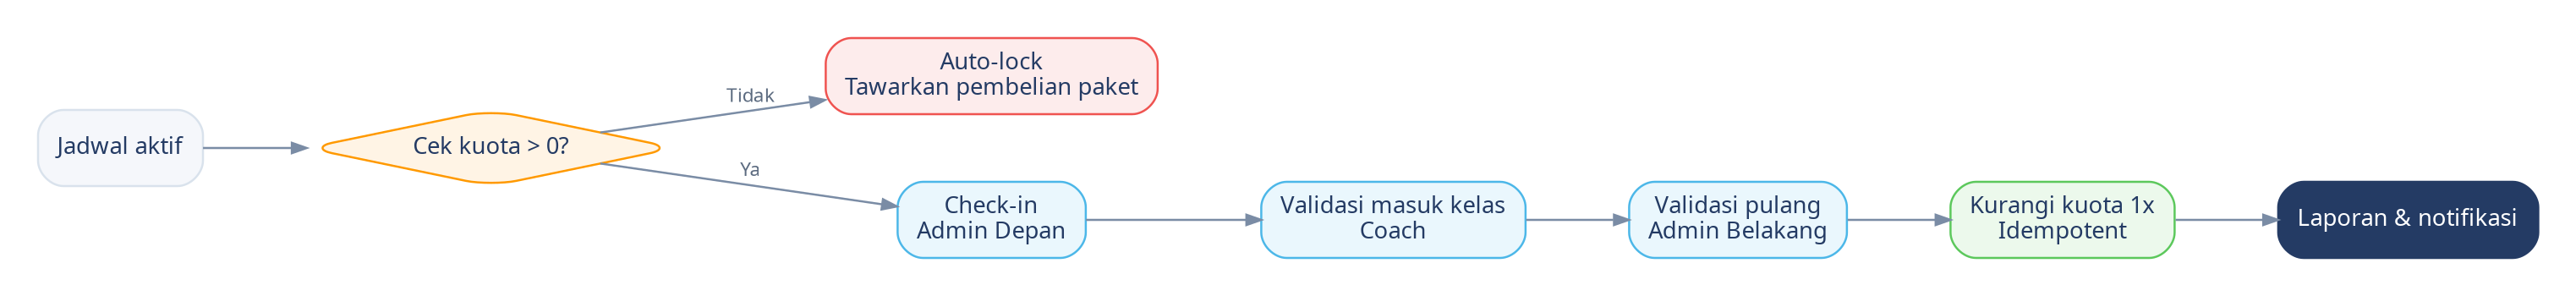 Jadwal aktif
Cek kuota > 0?
Tidak
Auto-lock
Tawarkan pembelian paket
Ya
Check-in
Admin Depan
Validasi masuk kelas
Coach
Validasi pulang
Admin Belakang
Kurangi kuota 1x
Idempotent
Laporan & notifikasi